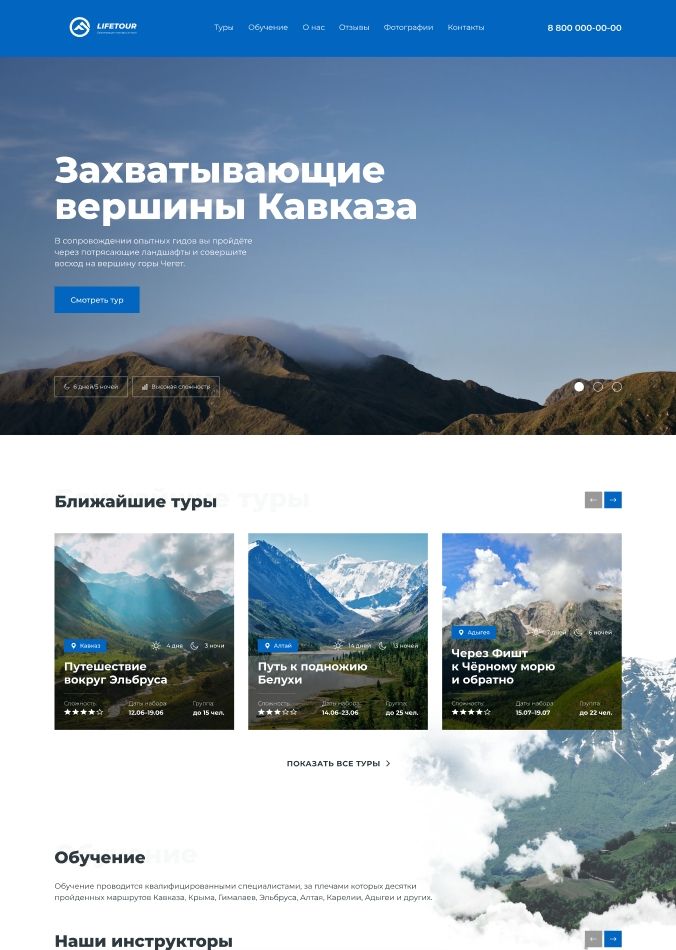 LIFETOUR
Туры Обучение О нас Отзывы Фотографии Контакты
8 800 000-00-00
Захватывающие
вершины Кавказа
В сопровождении опытных гидов вы пройдёте
через потрясающие ландшафты и совершите
восход на вершину горы Чегет.
Смотреть тур
6 дней/5 ночей
Высокая сложность
Ближайшие туры
Кавказ 4 дня 3 ночи
Путешествие
вокруг Эльбруса
Сложность Даты набора: Группа:
12.06-19.06 до 15 чел.
Алтай 14 дней 13 ночей
Путь к подножию
Белухи
Сложность Даты набора: Группа:
14.06-23.06 до 25 чел.
Адыгея 7 дней 6 ночей
Через Фишт
к Чёрному морю
и обратно
Сложность Даты набора: Группа:
15.07-19.07 до 22 чел.
ПОКАЗАТЬ ВСЕ ТУРЫ
Обучение
Обучение проводится квалифицированными специалистами, за плечами которых десятки
пройденных маршрутов Кавказа, Крыма, Гималаев, Эльбруса, Алтая, Карелии, Адыгеи и других.
Наши инструкторы